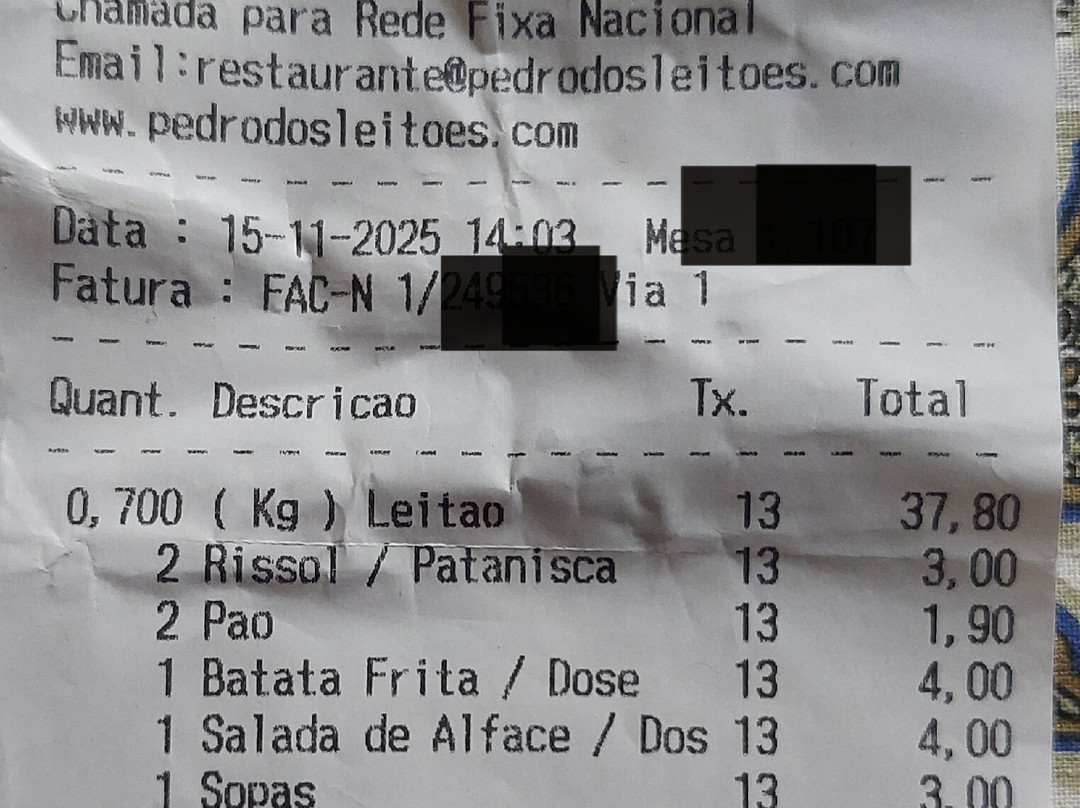 Chamada para Rede Fixa Nacional
Email:restaurante@pedrodosleitoes.com
www.pedrodosleitoes.com
Data : 15-11-2025 14:03 Mesa
Fatura : FAC-N 1/ Via 1
Quant. Descricao Tx. Total
0,700 ( Kg ) Leitao 13 37,80
2 Rissol / Patanisca 13 3,00
2 Pao 13 1,90
1 Batata Frita / Dose 13 4,00
1 Salada de Alface / Dos 13 4,00
1 Sopas 13 3,00